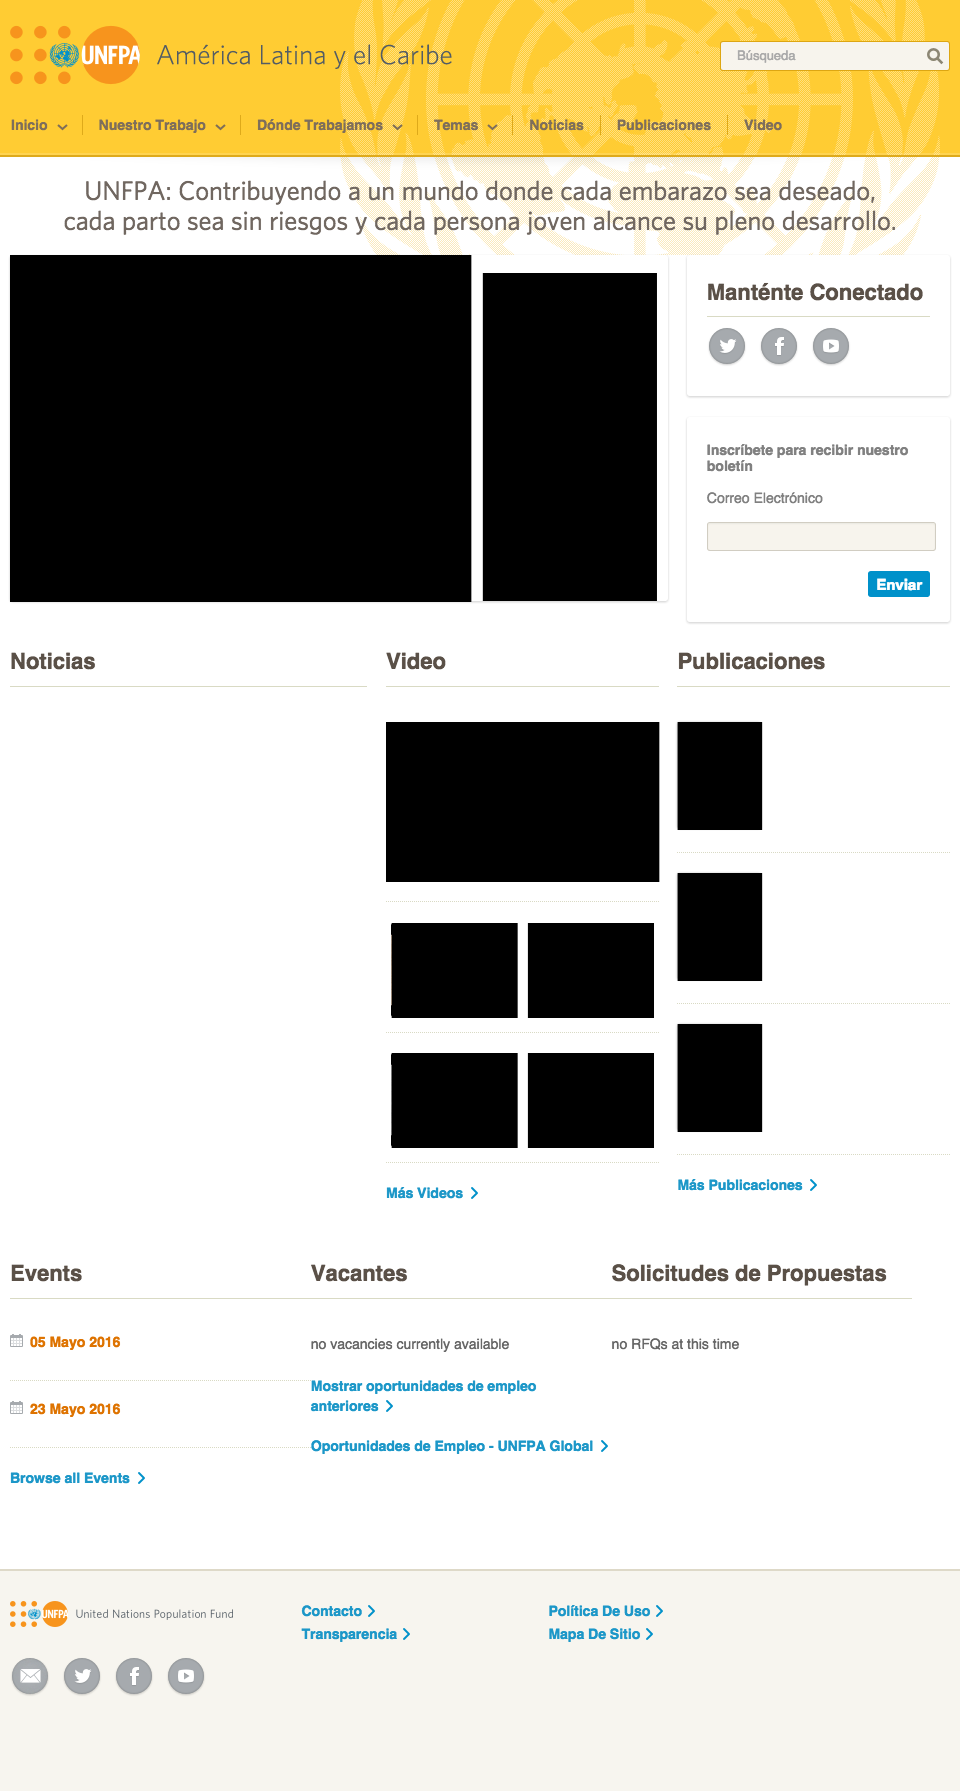 UNFPA
América Latina y el Caribe
Búsqueda
Inicio
Nuestro Trabajo
Dónde Trabajamos
Temas
Noticias
Publicaciones
Video
UNFPA: Contribuyendo a un mundo donde cada embarazo sea deseado,
cada parto sea sin riesgos y cada persona joven alcance su pleno desarrollo.
Manténte Conectado
Inscríbete para recibir nuestro
boletín
Correo Electrónico
Enviar
Noticias
Video
Publicaciones
Más Videos
Más Publicaciones
Events
Vacantes
Solicitudes de Propuestas
05 Mayo 2016
no vacancies currently available
no RFQs at this time
Mostrar oportunidades de empleo
anteriores
23 Mayo 2016
Oportunidades de Empleo - UNFPA Global
Browse all Events
UNFPA
United Nations Population Fund
Contacto
Política De Uso
Transparencia
Mapa De Sitio